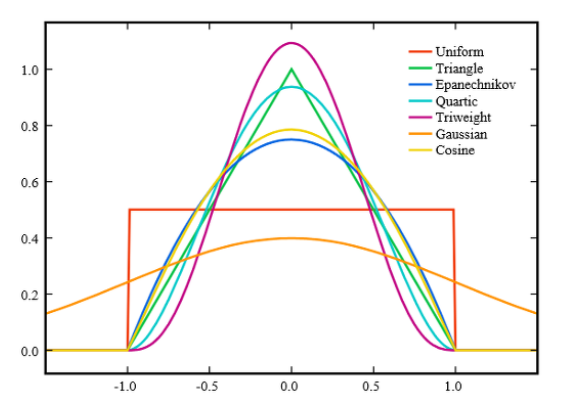 Uniform
Triangle
Epanechnikov
Quartic
Triweight
Gaussian
Cosine
1.0
0.8
0.6
0.4
0.2
0.0
-1.0 -0.5 0.0 0.5 1.0